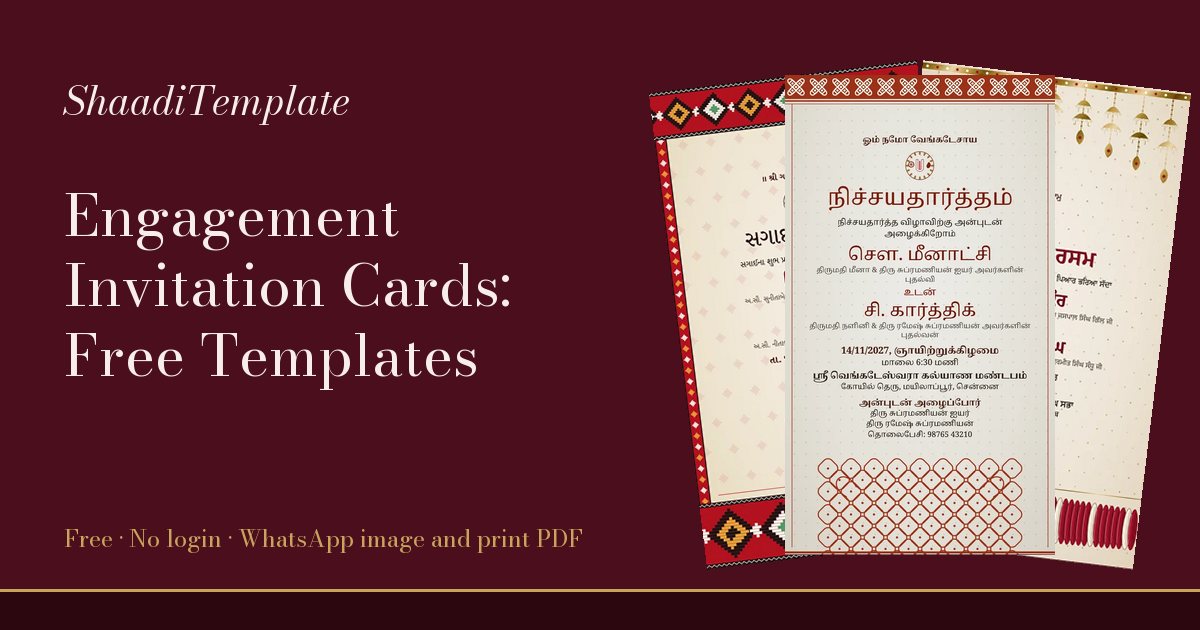 ShaadiTemplate
Engagement
Invitation Cards:
Free Templates
Free · No login · WhatsApp image and print PDF
ஓம் நமோ வேங்கடேசாய
நிச்சயதார்த்தம்
நிச்சயதார்த்த விழாவிற்கு அன்புடன்
அழைக்கிறோம்
சௌ. மீனாட்சி
திருமதி மீனா & திரு சுப்ரமணியன் ஐயர் அவர்களின்
புதல்வி
உடன்
சி. கார்த்திக்
திருமதி நளினி & திரு ரமேஷ் சுப்ரமணியன் அவர்களின்
புதல்வன்
14/11/2027, ஞாயிற்றுக்கிழமை
மாலை 6:30 மணி
ஸ்ரீ வெங்கடேஸ்வரா கல்யாண மண்டபம்
கோயில் தெரு, மயிலாப்பூர், சென்னை
அன்புடன் அழைப்போர்
திரு சுப்ரமணியன் ஐயர்
திரு ரமேஷ் சுப்ரமணியன்
தொலைபேசி: 98765 43210